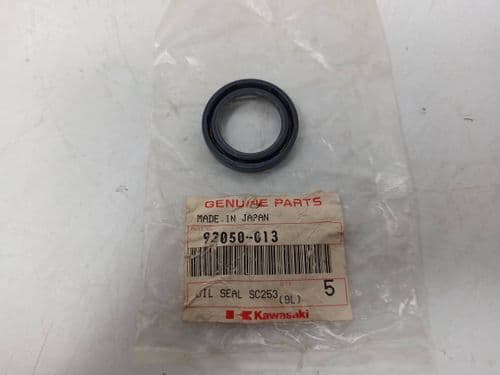 GENUINE PARTS
MADE IN JAPAN
92050-013
OIL SEAL SC253(9L)
5
Kawasaki